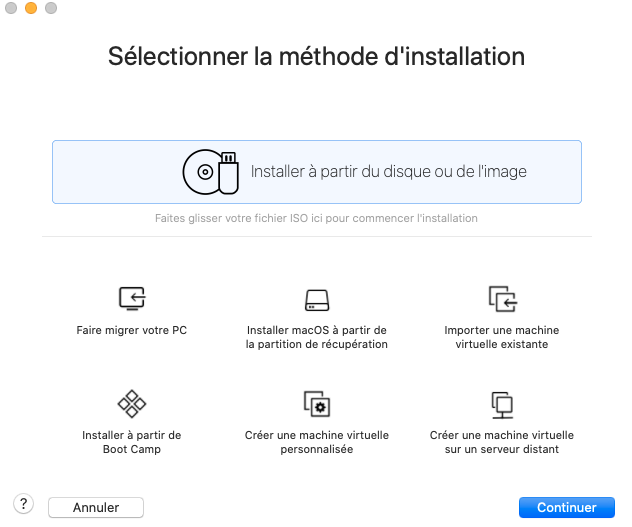 Sélectionner la méthode d'installation
Installer à partir du disque ou de l'image
Faites glisser votre fichier ISO ici pour commencer l'installation
Faire migrer votre PC
Installer macOS à partir de
la partition de récupération
Importer une machine
virtuelle existante
Installer à partir de
Boot Camp
Créer une machine virtuelle
personnalisée
Créer une machine virtuelle
sur un serveur distant
?
Annuler
Continuer